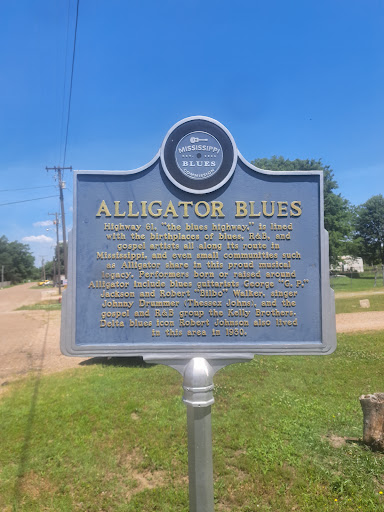 MISSISSIPPI
BLUES
COMMISSION
ALLIGATOR BLUES
Highway 61, "the blues highway," is lined
with the birthplaces of blues, R&B, and
gospel artists all along its route in
Mississippi, and even small communities such
as Alligator share in this proud musical
legacy. Performers born or raised around
Alligator include blues guitarists George "G. P."
Jackson and Robert "Bilbo" Walker, singer
Johnny Drummer (Thessex Johns), and the
gospel and R&B group the Kelly Brothers.
Delta blues icon Robert Johnson also lived
in this area in 1930.